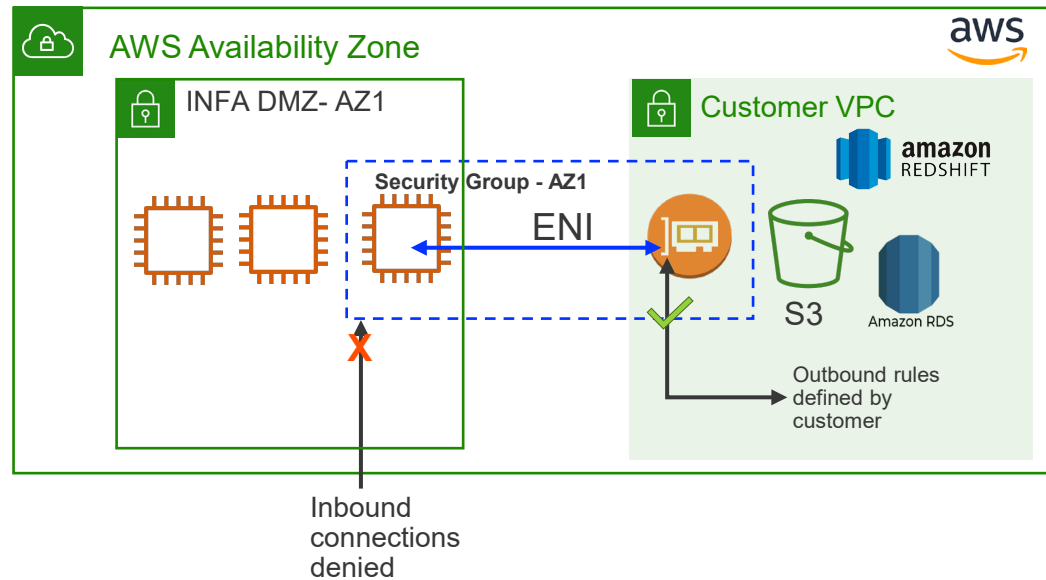 AWS Availability Zone
aws
INFA DMZ- AZ1
Customer VPC
amazon
REDSHIFT
Security Group - AZ1
ENI
S3
Amazon RDS
X
Outbound rules
defined by
customer
Inbound
connections
denied